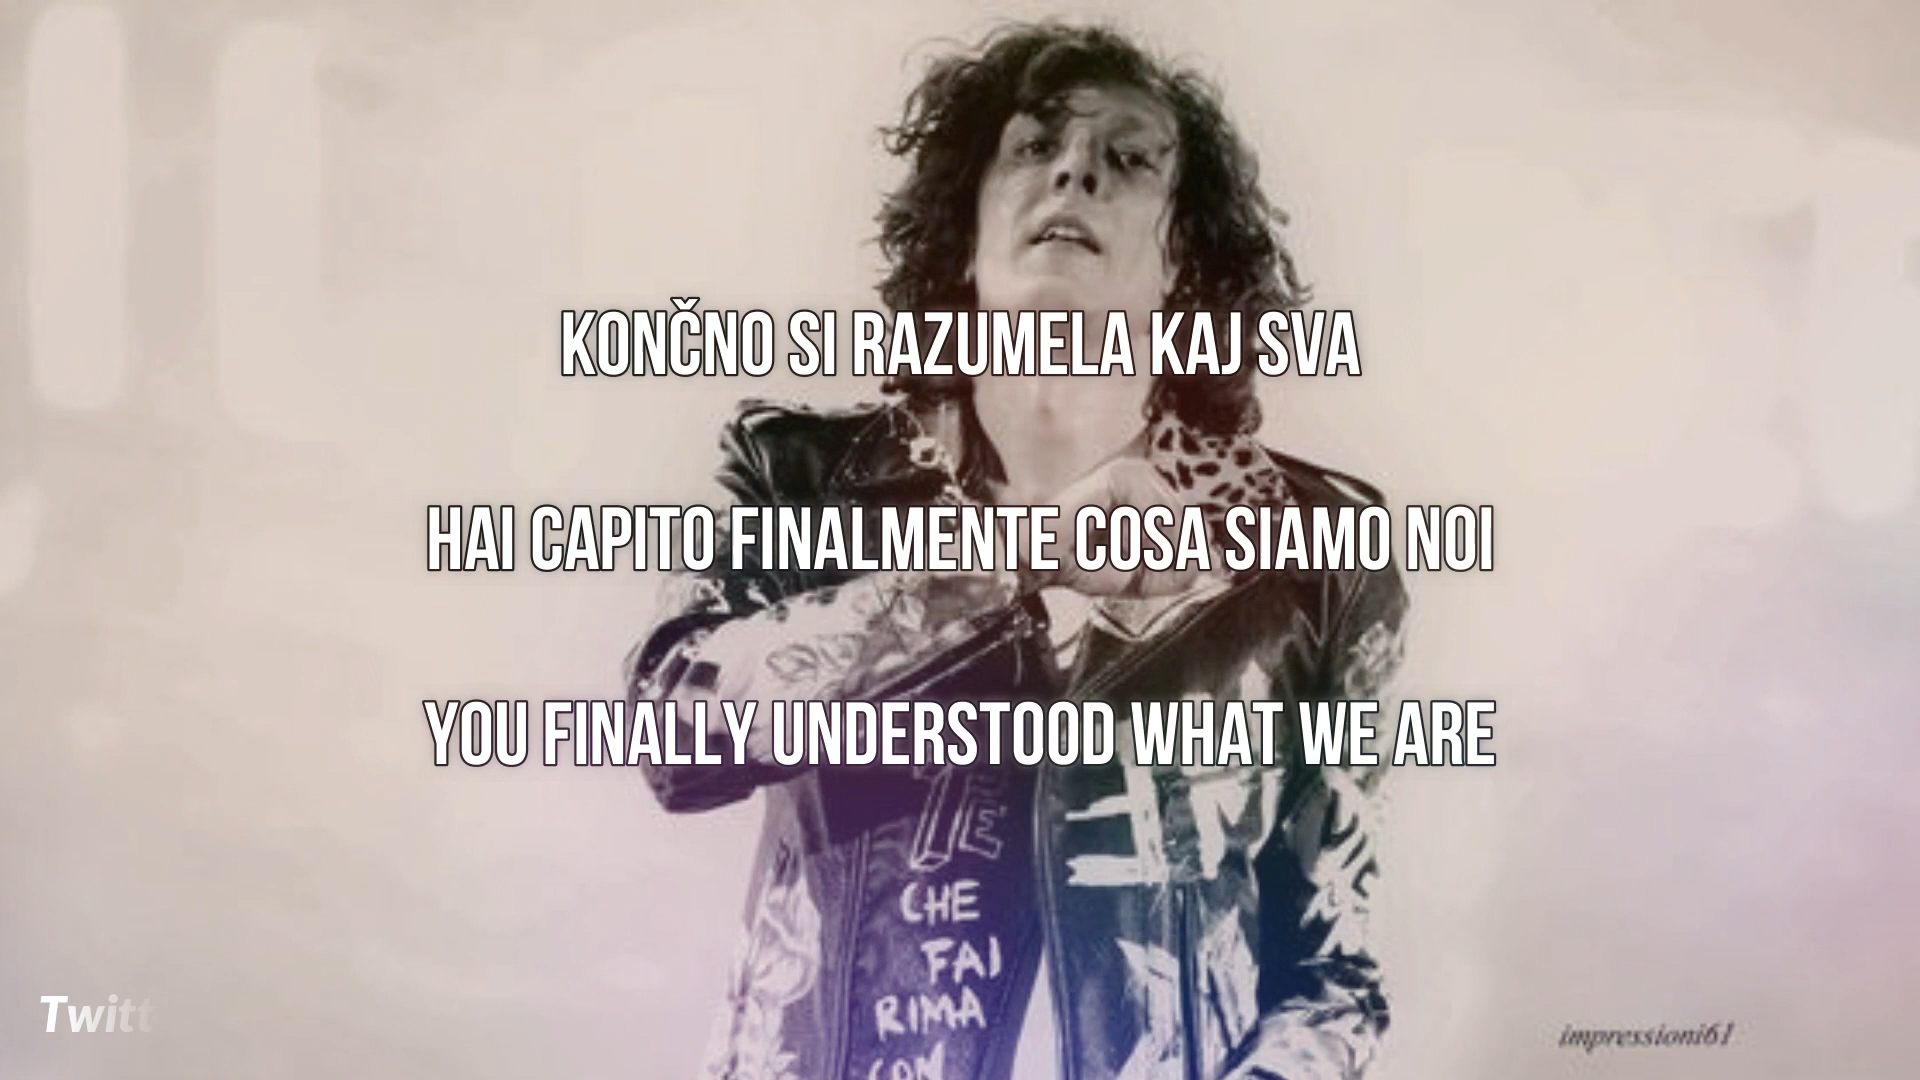 KONČNO SI RAZUMELA KAJ SVA
HAI CAPITO FINALMENTE COSA SIAMO NOI
YOU FINALLY UNDERSTOOD WHAT WE ARE
TE
CHE
FAI
RIMA
CON
Twitt
impressioni61